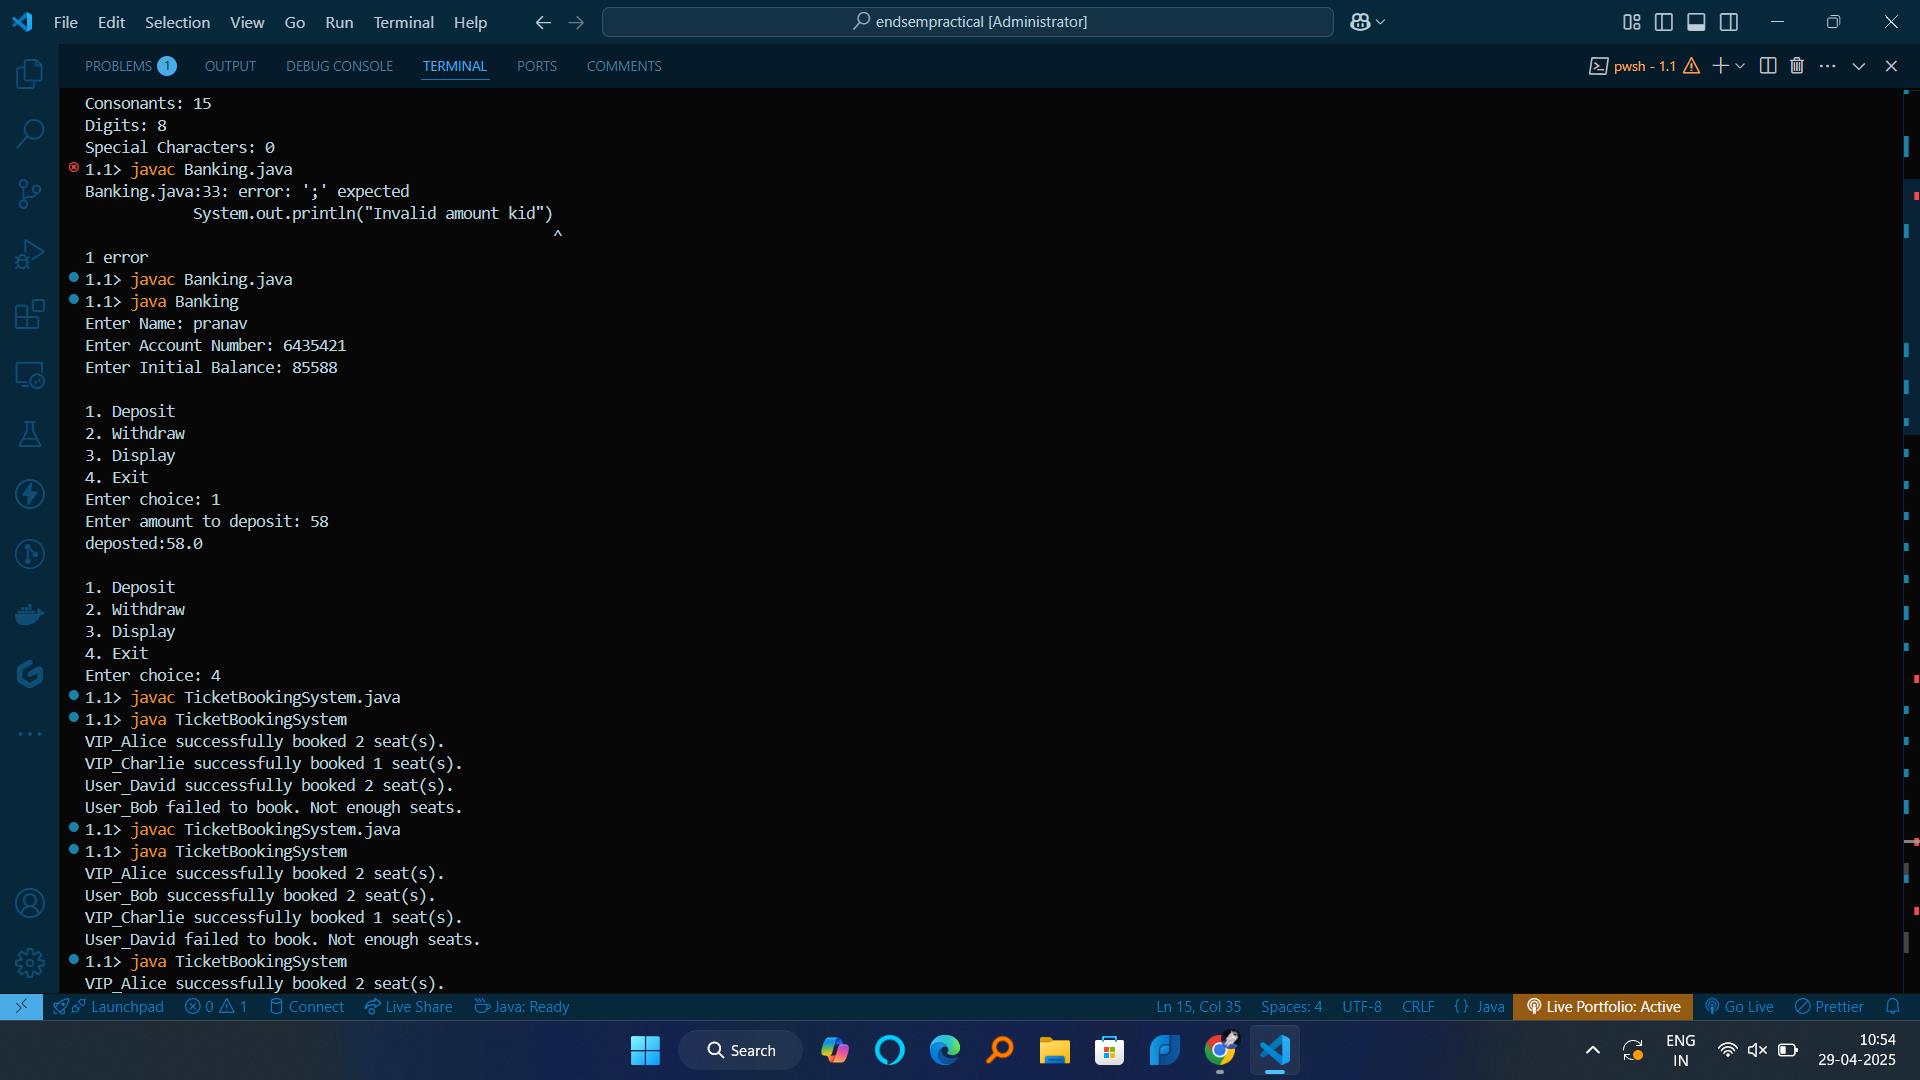 File Edit Selection View Go Run Terminal Help endsempractical [Administrator]
PROBLEMS 1 OUTPUT DEBUG CONSOLE TERMINAL PORTS COMMENTS pwsh - 1.1
Consonants: 15
Digits: 8
Special Characters: 0
1.1> javac Banking.java
Banking.java:33: error: ';' expected
System.out.println("Invalid amount kid")
^
1 error
1.1> javac Banking.java
1.1> java Banking
Enter Name: pranav
Enter Account Number: 6435421
Enter Initial Balance: 85588
1. Deposit
2. Withdraw
3. Display
4. Exit
Enter choice: 1
Enter amount to deposit: 58
deposted:58.0
1. Deposit
2. Withdraw
3. Display
4. Exit
Enter choice: 4
1.1> javac TicketBookingSystem.java
1.1> java TicketBookingSystem
VIP_Alice successfully booked 2 seat(s).
VIP_Charlie successfully booked 1 seat(s).
User_David successfully booked 2 seat(s).
User_Bob failed to book. Not enough seats.
1.1> javac TicketBookingSystem.java
1.1> java TicketBookingSystem
VIP_Alice successfully booked 2 seat(s).
User_Bob successfully booked 2 seat(s).
VIP_Charlie successfully booked 1 seat(s).
User_David failed to book. Not enough seats.
1.1> java TicketBookingSystem
VIP_Alice successfully booked 2 seat(s).
Launchpad 0 1 Connect Live Share Java: Ready Ln 15, Col 35 Spaces: 4 UTF-8 CRLF {} Java Live Portfolio: Active Go Live Prettier
Search
ENG
IN
10:54
29-04-2025